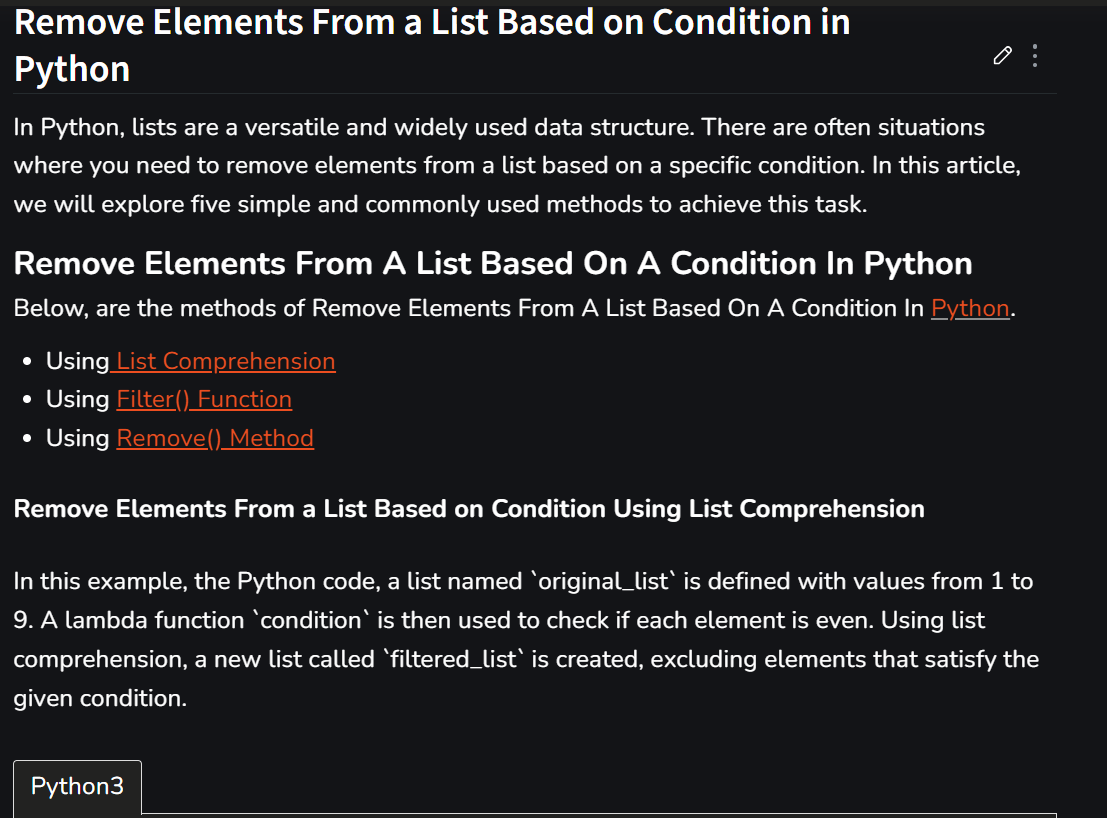 Remove Elements From a List Based on Condition in
Python
In Python, lists are a versatile and widely used data structure. There are often situations
where you need to remove elements from a list based on a specific condition. In this article,
we will explore five simple and commonly used methods to achieve this task.
Remove Elements From A List Based On A Condition In Python
Below, are the methods of Remove Elements From A List Based On A Condition In Python.
• Using List Comprehension
• Using Filter() Function
• Using Remove() Method
Remove Elements From a List Based on Condition Using List Comprehension
In this example, the Python code, a list named `original_list` is defined with values from 1 to
9. A lambda function `condition` is then used to check if each element is even. Using list
comprehension, a new list called `filtered_list` is created, excluding elements that satisfy the
given condition.
Python3